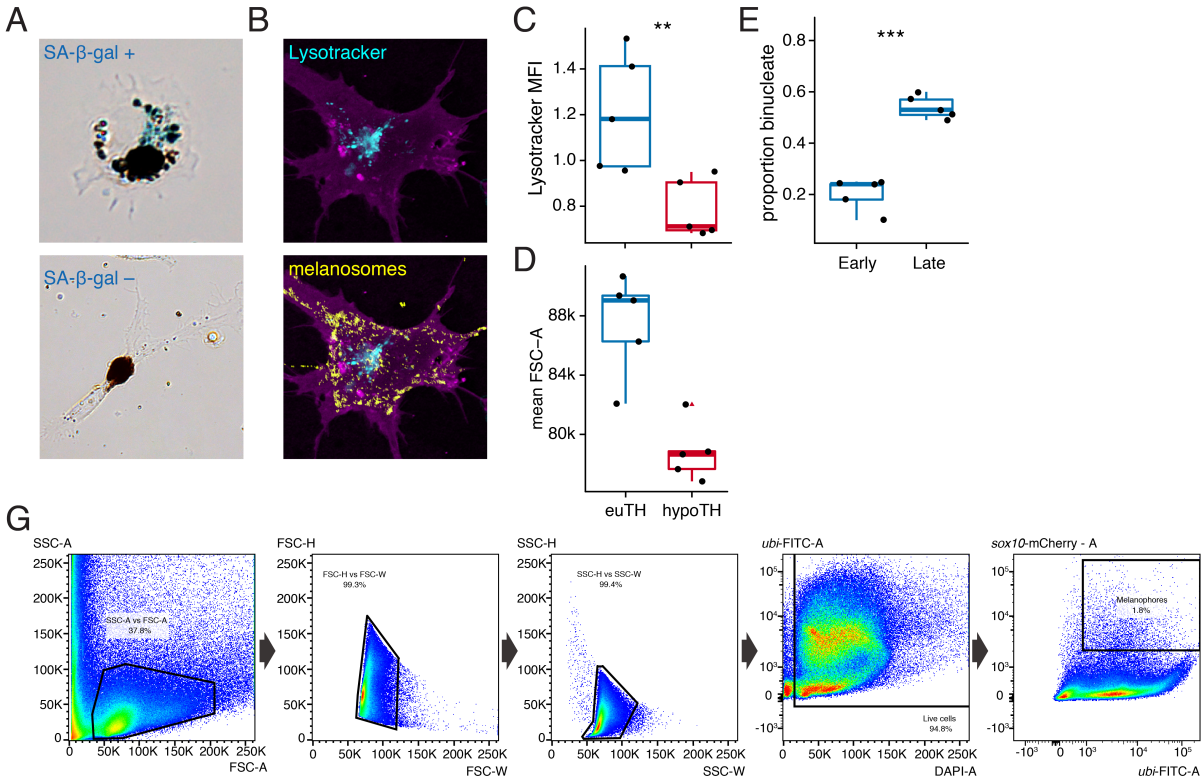 A
SA-β-gal +
SA-β-gal –
B
Lysotracker
melanosomes
C
**
Lysotracker MFI
1.4
1.2
1.0
0.8
D
mean FSC–A
88k
84k
80k
euTH hypoTH
E
***
proportion binucleate
0.8
0.6
0.4
0.2
Early Late
G
SSC-A
250K
200K
150K
100K
50K
0
SSC-A vs FSC-A
37.8%
0 50K 100K 150K 200K 250K
FSC-A
FSC-H
250K
200K
150K
100K
50K
0
FSC-H vs FSC-W
99.3%
0 50K 100K 150K 200K 250K
FSC-W
SSC-H
250K
200K
150K
100K
50K
0
SSC-H vs SSC-W
99.4%
0 50K 100K 150K 200K 250K
SSC-W
ubi-FITC-A
10⁵
10⁴
10³
0
-10³
Live cells
94.8%
0 50K 100K 150K 200K 250K
DAPI-A
sox10-mCherry - A
10⁵
10⁴
10³
0
-10³
Melanophores
1.8%
-10³ 0 10³ 10⁴ 10⁵
ubi-FITC-A